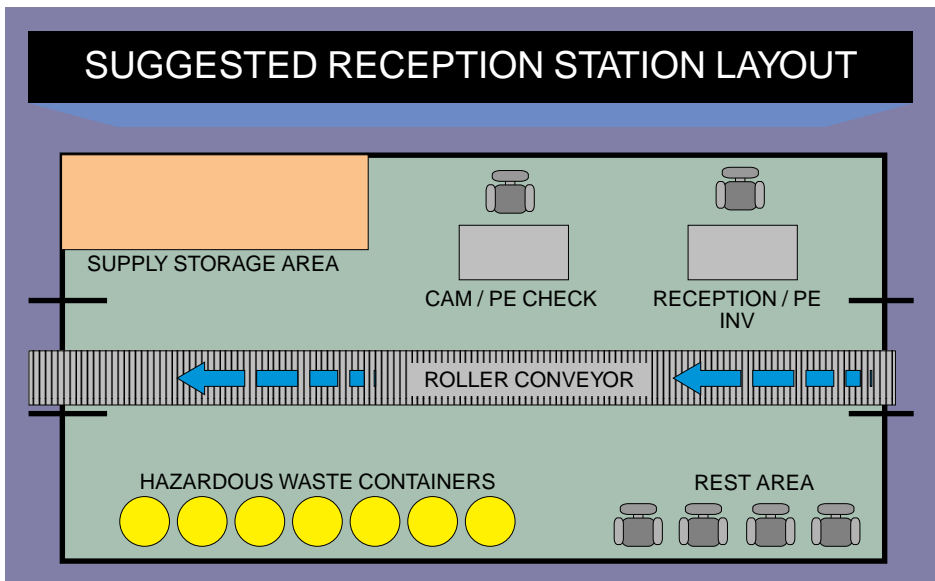 SUGGESTED RECEPTION STATION LAYOUT
SUPPLY STORAGE AREA
CAM / PE CHECK
RECEPTION / PE
INV
ROLLER CONVEYOR
HAZARDOUS WASTE CONTAINERS
REST AREA